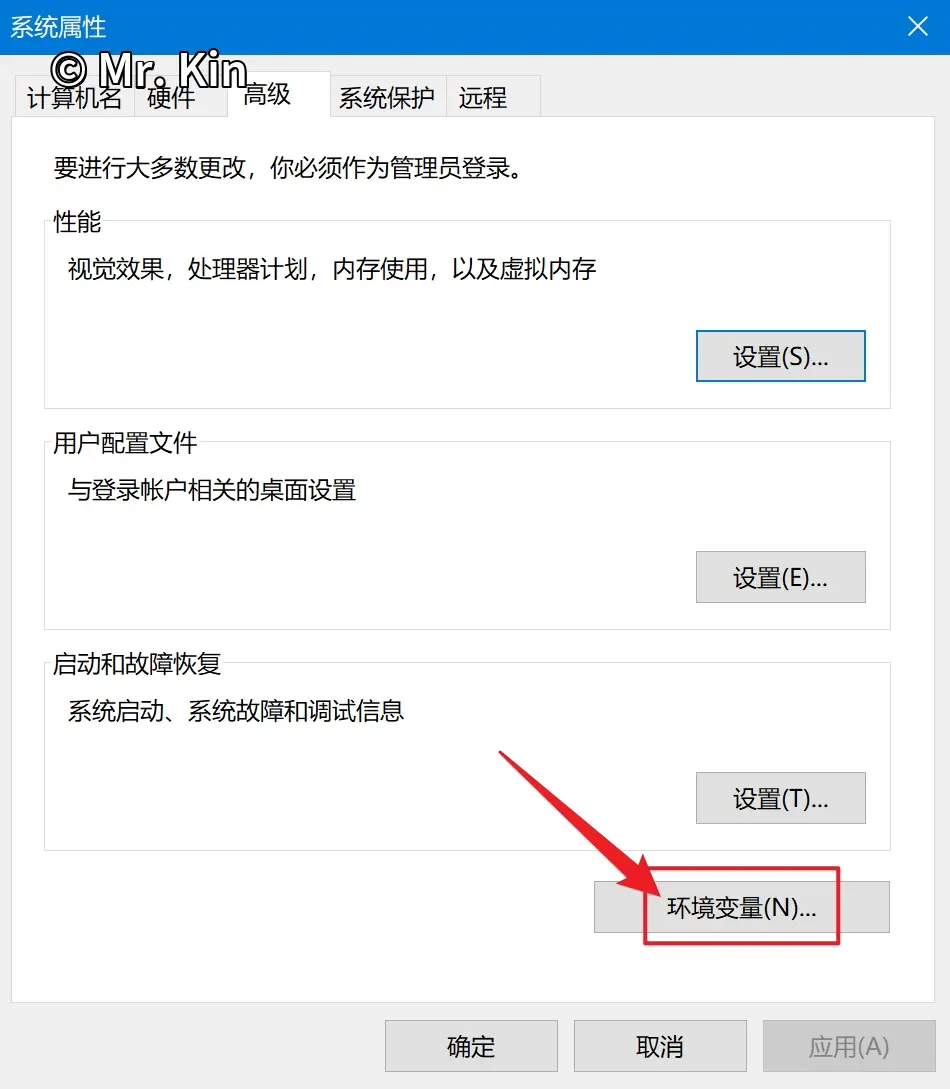 系统属性
© Mr. Kin
计算机名 硬件 高级 系统保护 远程
要进行大多数更改，你必须作为管理员登录。
性能
视觉效果，处理器计划，内存使用，以及虚拟内存
设置(S)...
用户配置文件
与登录帐户相关的桌面设置
设置(E)...
启动和故障恢复
系统启动、系统故障和调试信息
设置(T)...
环境变量(N)...
确定 取消 应用(A)